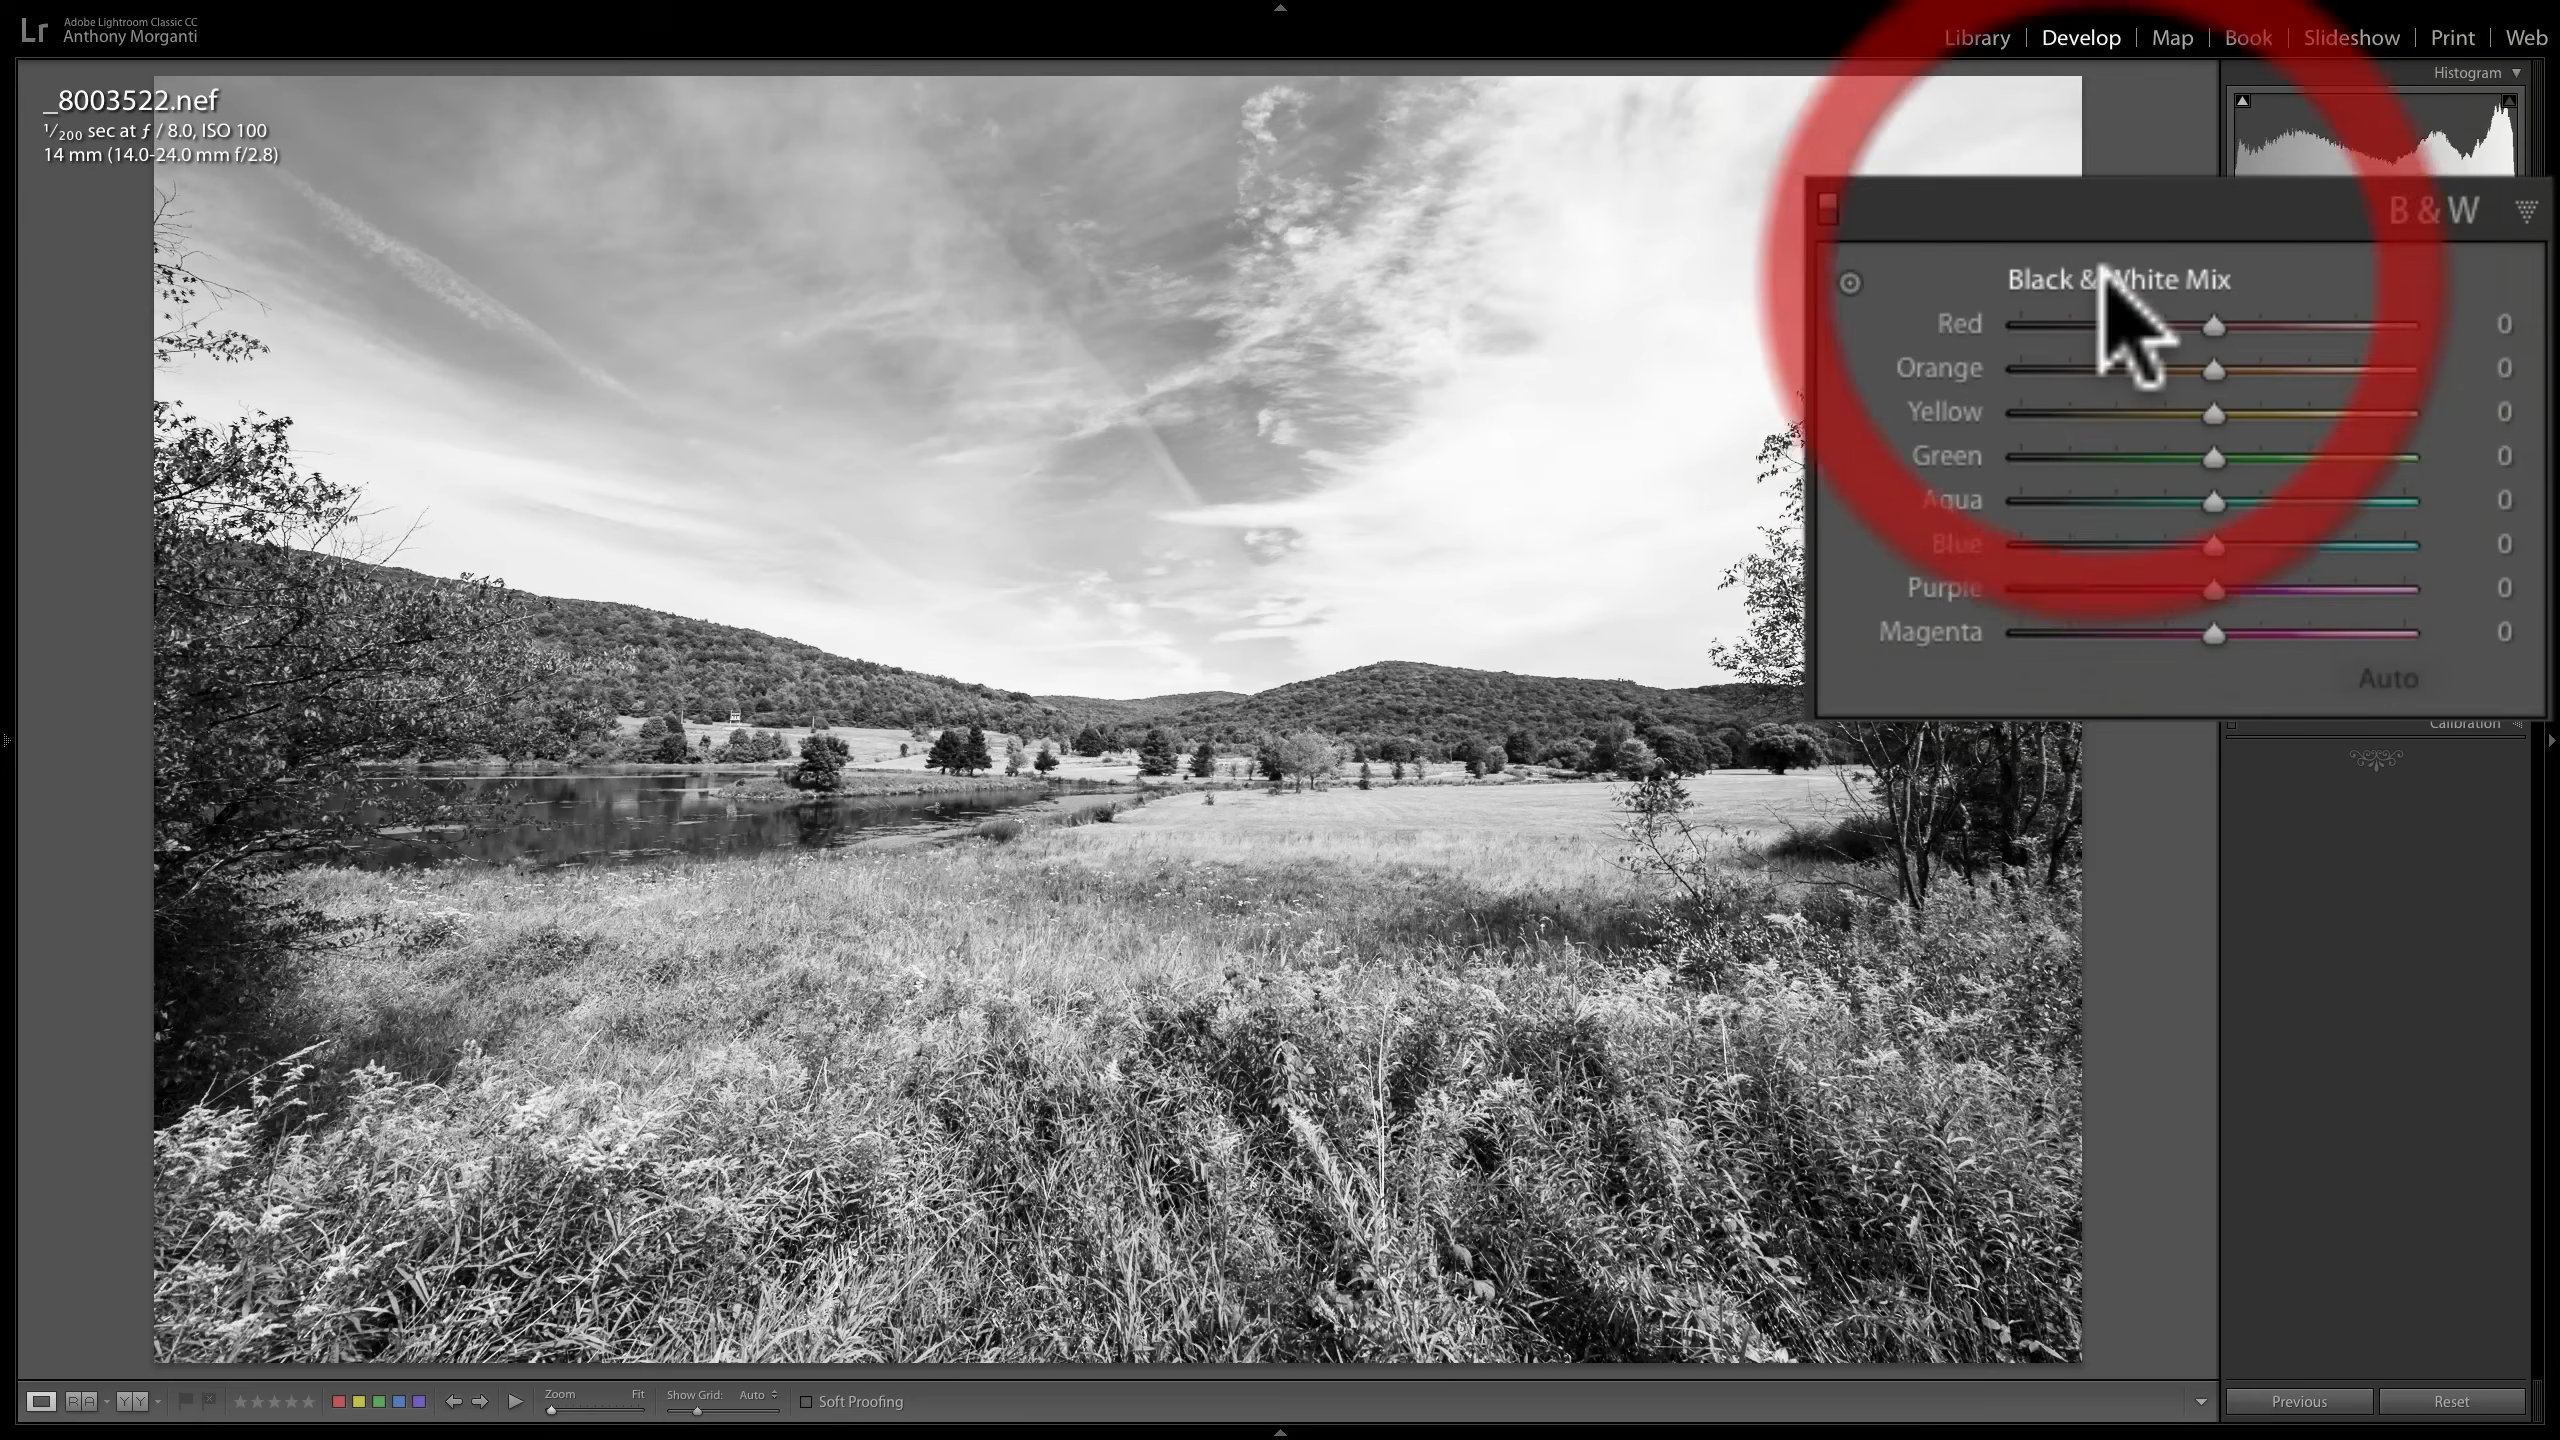 Lr
Adobe Lightroom Classic CC
Anthony Morganti
Library | Develop | Map | Book | Slideshow | Print | Web
_8003522.nef
1/200 sec at ƒ / 8.0, ISO 100
14 mm (14.0-24.0 mm f/2.8)
Histogram
B & W
Black & White Mix
Red 0
Orange 0
Yellow 0
Green 0
Aqua 0
Blue 0
Purple 0
Magenta 0
Auto
Calibration
RA YY Zoom Fit Show Grid: Auto Soft Proofing
Previous Reset